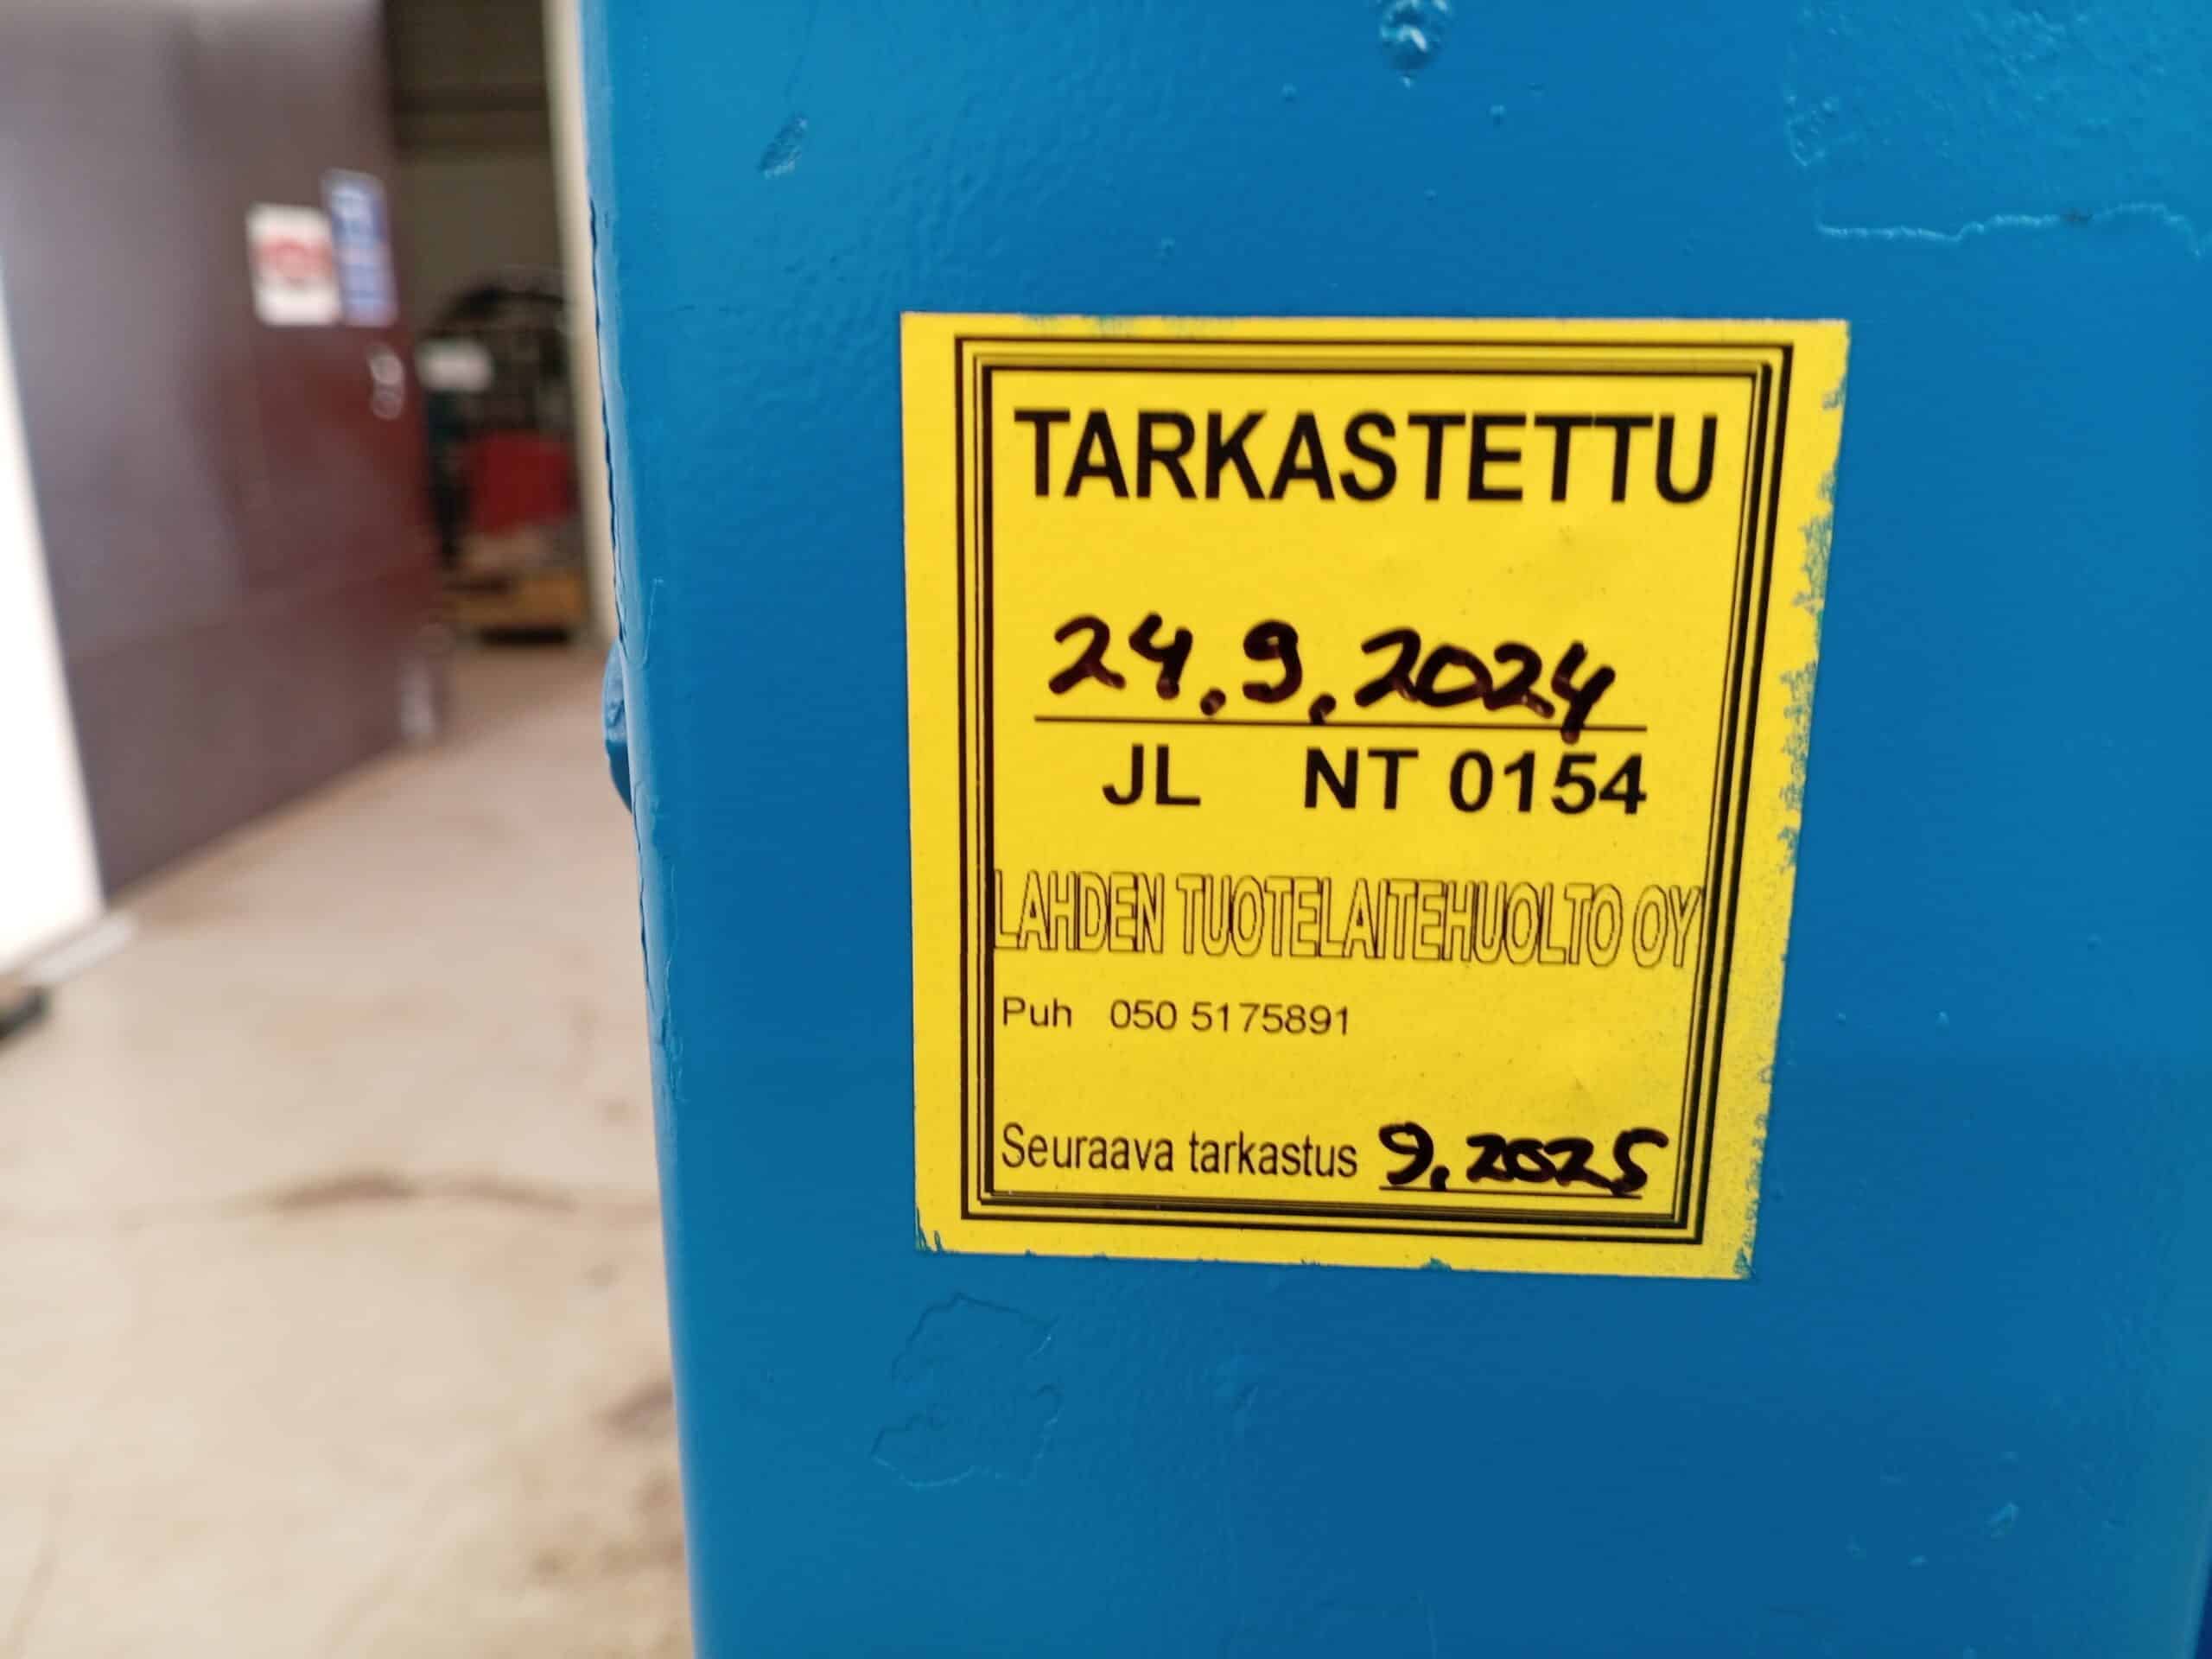 TARKASTETTU
24.9.2024
JL NT 0154
LAHDEN TUOTELAITEHUOLTO OY
Puh 050 5175891
Seuraava tarkastus 9.2025